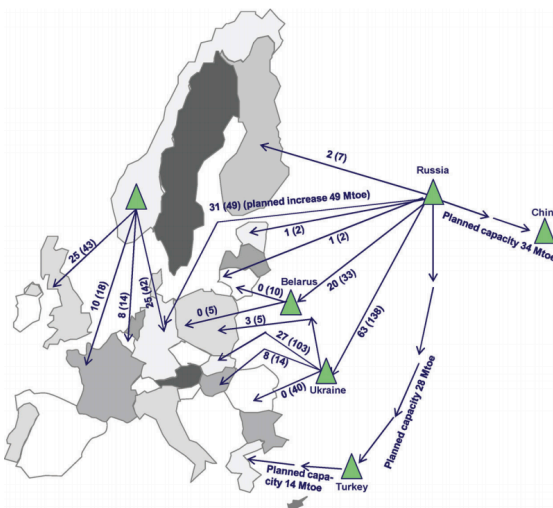 2 (7)
Russia
31 (49) (planned increase 49 Mtoe)
Chin
Planned capacity 34 Mtoe
1 (2)
1 (2)
25 (43)
20 (33)
10 (18)
8 (14)
25 (42)
Belarus
0 (10)
0 (5)
3 (5)
63 (138)
27 (103)
8 (14)
0 (40)
Ukraine
Planned capacity 28 Mtoe
Planned capa-
city 14 Mtoe
Turkey